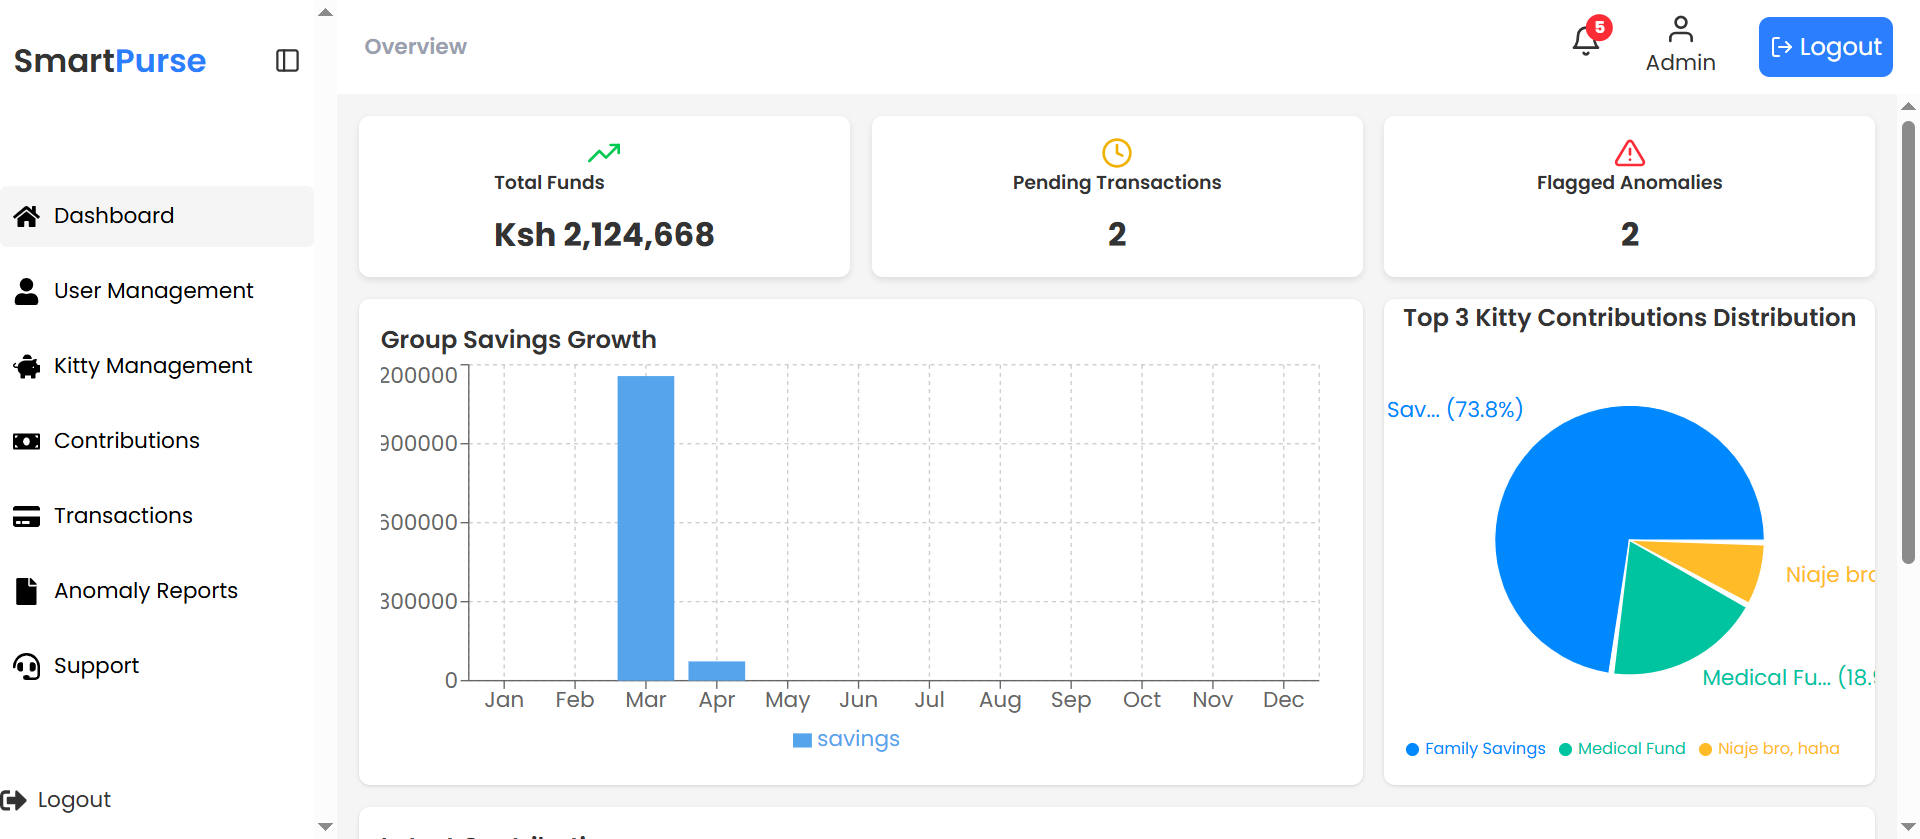 SmartPurse
Overview
5
Admin
Logout
Dashboard
User Management
Kitty Management
Contributions
Transactions
Anomaly Reports
Support
Logout
Total Funds
Ksh 2,124,668
Pending Transactions
2
Flagged Anomalies
2
Group Savings Growth
200000
900000
600000
300000
0
Jan Feb Mar Apr May Jun Jul Aug Sep Oct Nov Dec
savings
Top 3 Kitty Contributions Distribution
Sav... (73.8%)
Niaje bro
Medical Fu... (18.9
Family Savings Medical Fund Niaje bro, haha